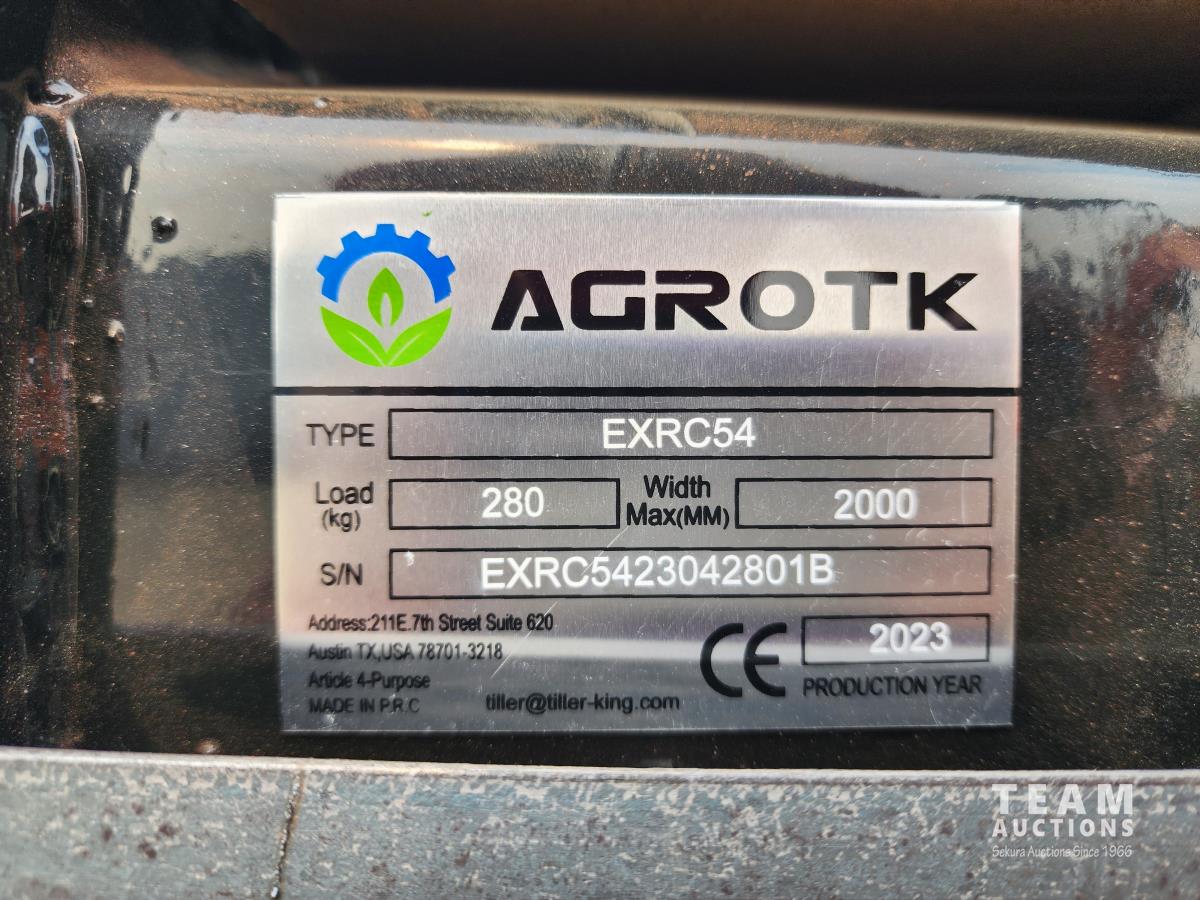 AGROTK
TYPE EXRC54
Load (kg) 280 Width Max(MM) 2000
S/N EXRC5423042801B
Address:211E.7th Street Suite 620
Austin TX,USA 78701-3218
Article 4-Purpose
MADE IN P.R.C tiller@tiller-king.com
CE 2023
PRODUCTION YEAR
TEAM
AUCTIONS
Sekura Auctions Since 1966